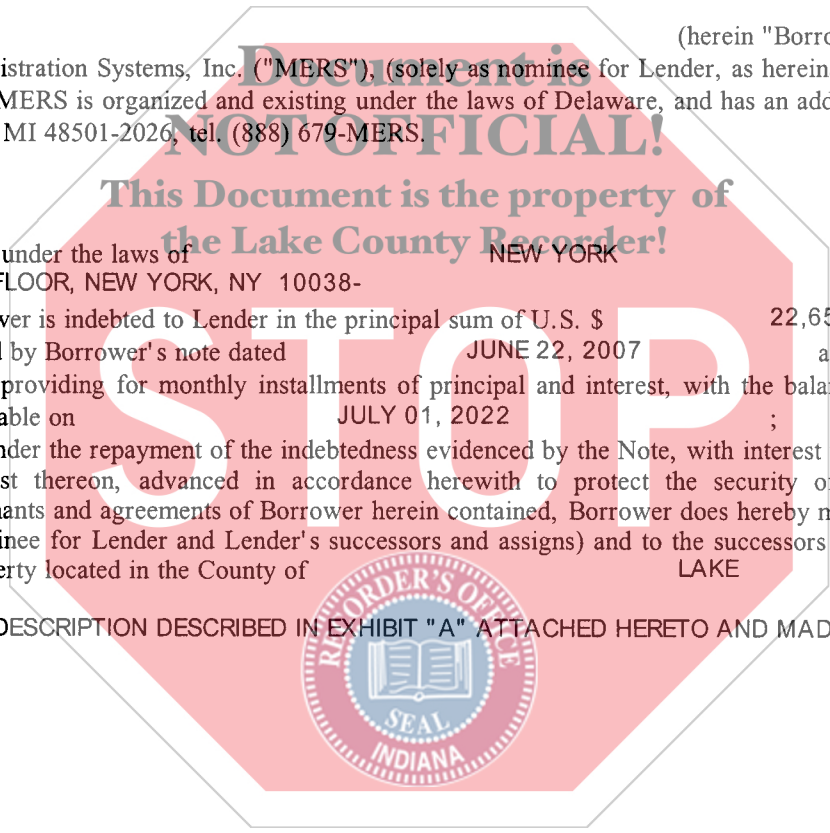 (herein "Borro
istration Systems, Inc. ("MERS"), (solely as nominee for Lender, as herein
MERS is organized and existing under the laws of Delaware, and has an add
MI 48501-2026, tel. (888) 679-MERS.
Document is
NOT OFFICIAL!
This Document is the property of
the Lake County Recorder!
under the laws of NEW YORK
FLOOR, NEW YORK, NY 10038-
ver is indebted to Lender in the principal sum of U.S. $ 22,65
d by Borrower's note dated JUNE 22, 2007 a
providing for monthly installments of principal and interest, with the balan
able on JULY 01, 2022 ;
nder the repayment of the indebtedness evidenced by the Note, with interest
st thereon, advanced in accordance herewith to protect the security of
nants and agreements of Borrower herein contained, Borrower does hereby m
inee for Lender and Lender's successors and assigns) and to the successors
erty located in the County of LAKE
DESCRIPTION DESCRIBED IN EXHIBIT "A" ATTACHED HERETO AND MAD
STOP
RECORDER'S OFFICE
SEAL
INDIANA